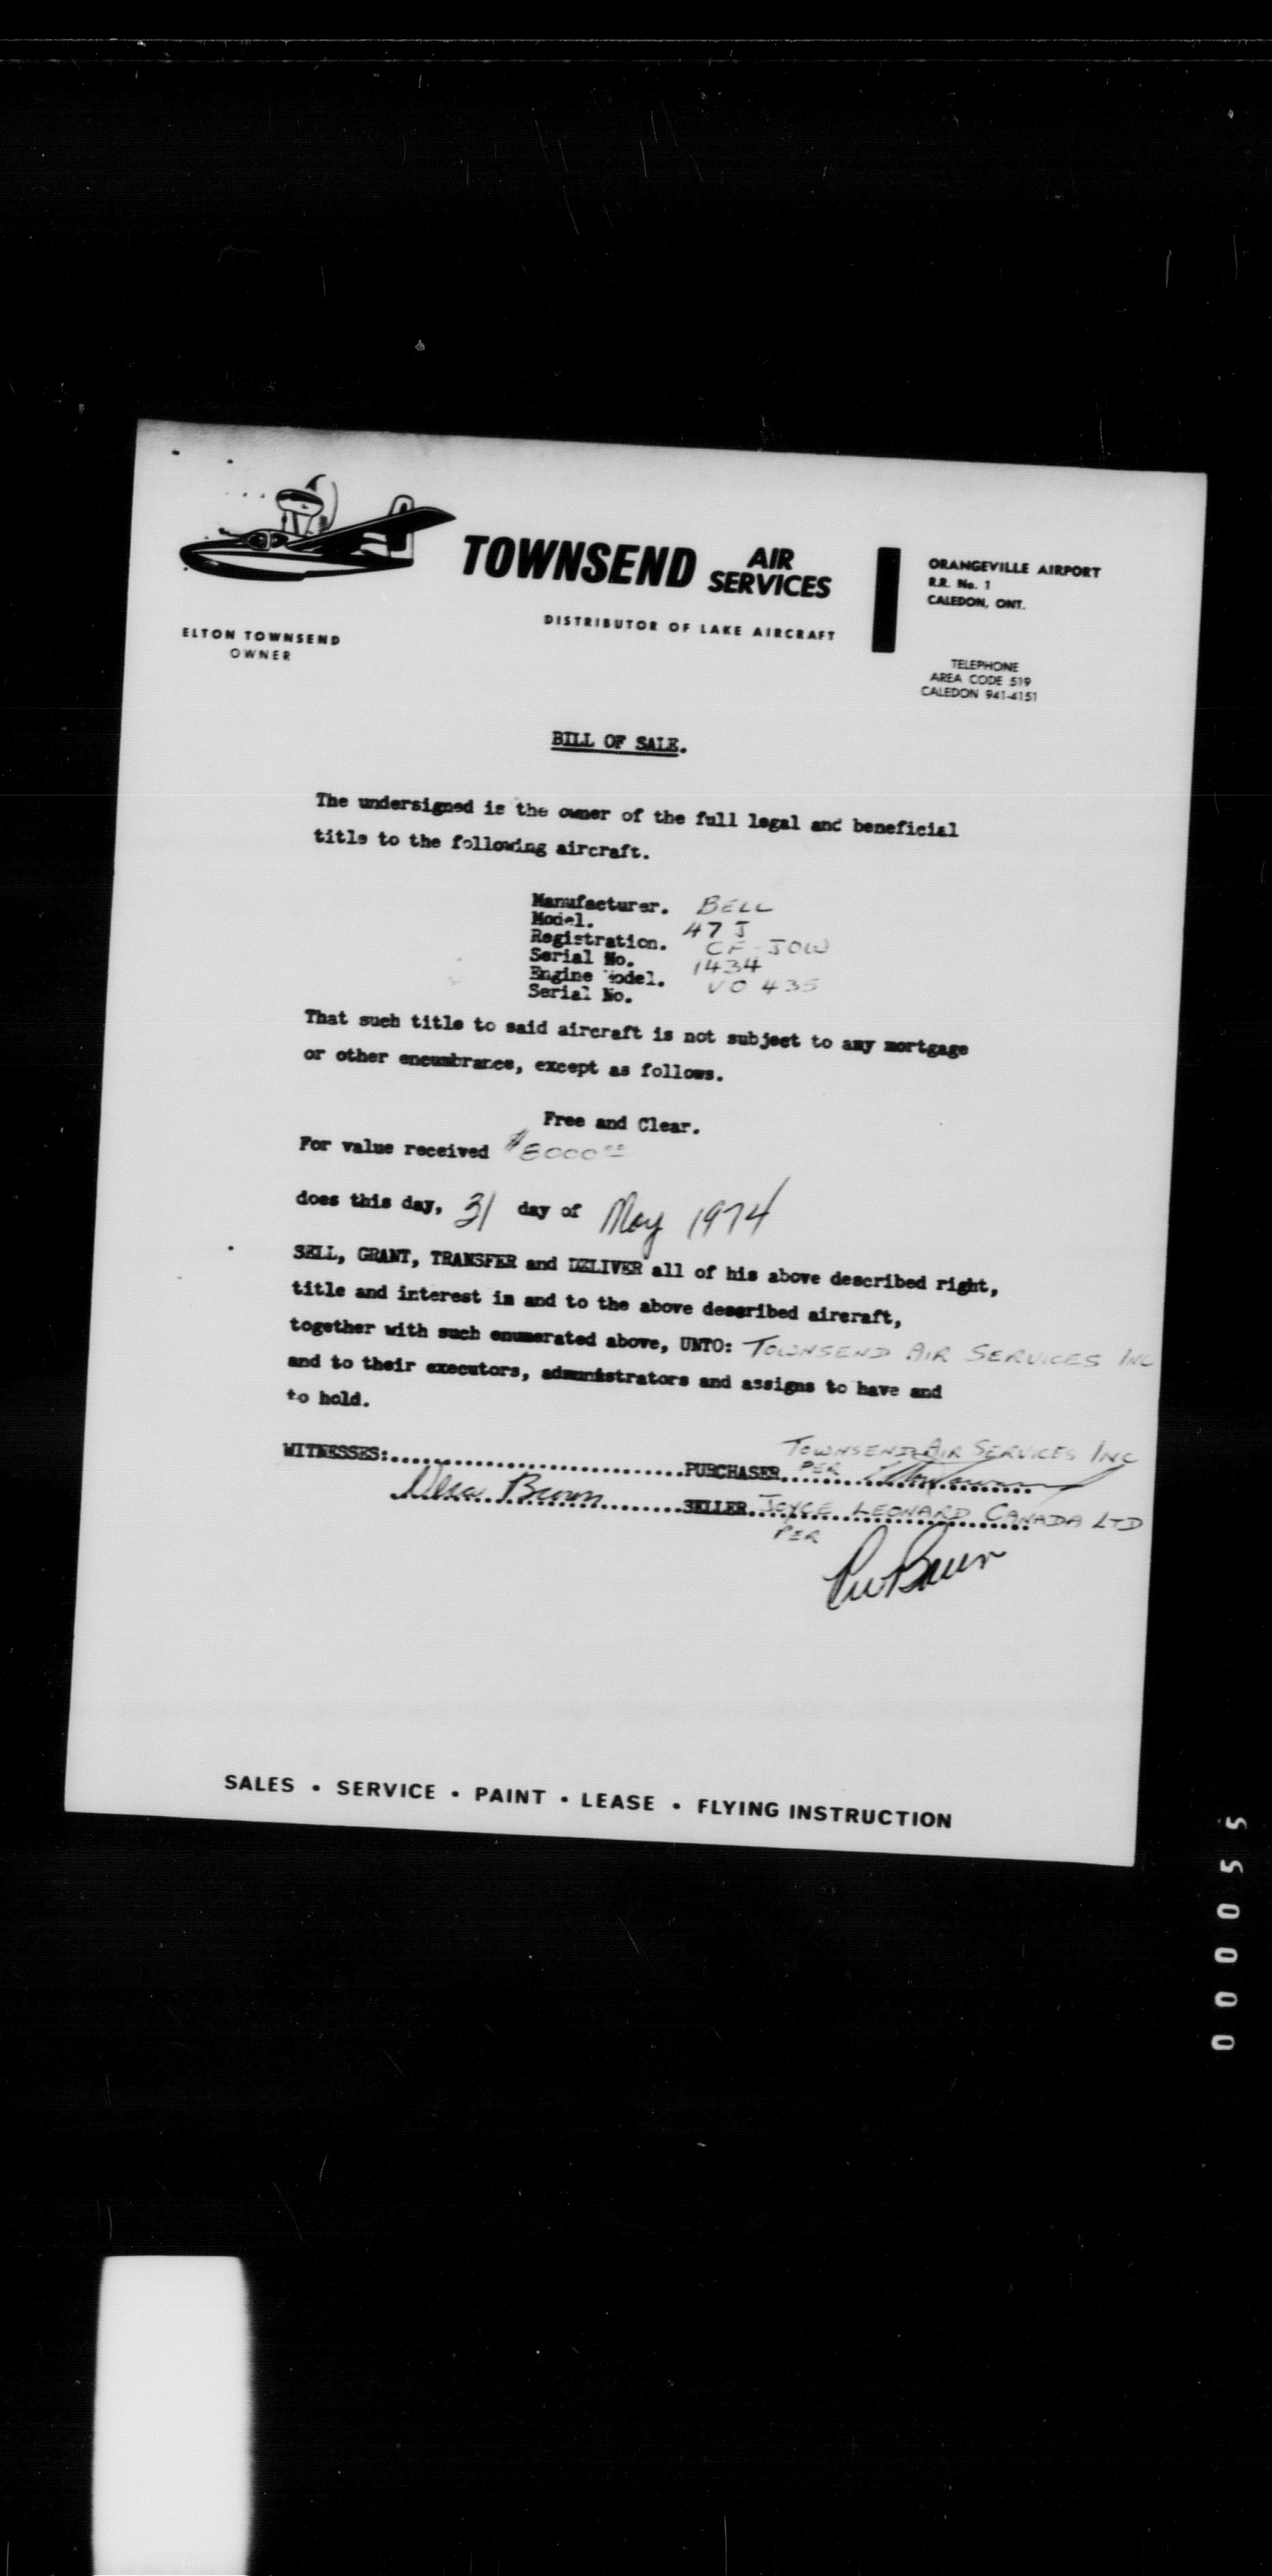 TOWNSEND AIR SERVICES
DISTRIBUTOR OF LAKE AIRCRAFT
ELTON TOWNSEND
OWNER
ORANGEVILLE AIRPORT
R.R. No. 1
CALEDON, ONT.
TELEPHONE
AREA CODE 519
CALEDON 941-4151
BILL OF SALE.
The undersigned is the owner of the full legal and beneficial
title to the following aircraft.
Manufacturer. BELL
Model. 47 J
Registration. CF-JOW
Serial No. 1434
Engine Model. VO 435
Serial No.
That such title to said aircraft is not subject to any mortgage
or other encumbrance, except as follows.
Free and Clear.
For value received
does this day, 31 day of May 1974
SELL, GRANT, TRANSFER and DELIVER all of his above described right,
title and interest in and to the above described aircraft,
together with such enumerated above, UNTO: TOWNSEND AIR SERVICES INC
and to their executors, administrators and assigns to have and
to hold.
TOWNSEND AIR SERVICES INC
WITNESSES:..............................PURCHASER. PER
Brown SELLER. JOYCE LEONARD CANADA LTD
PER
SALES • SERVICE • PAINT • LEASE • FLYING INSTRUCTION
000055